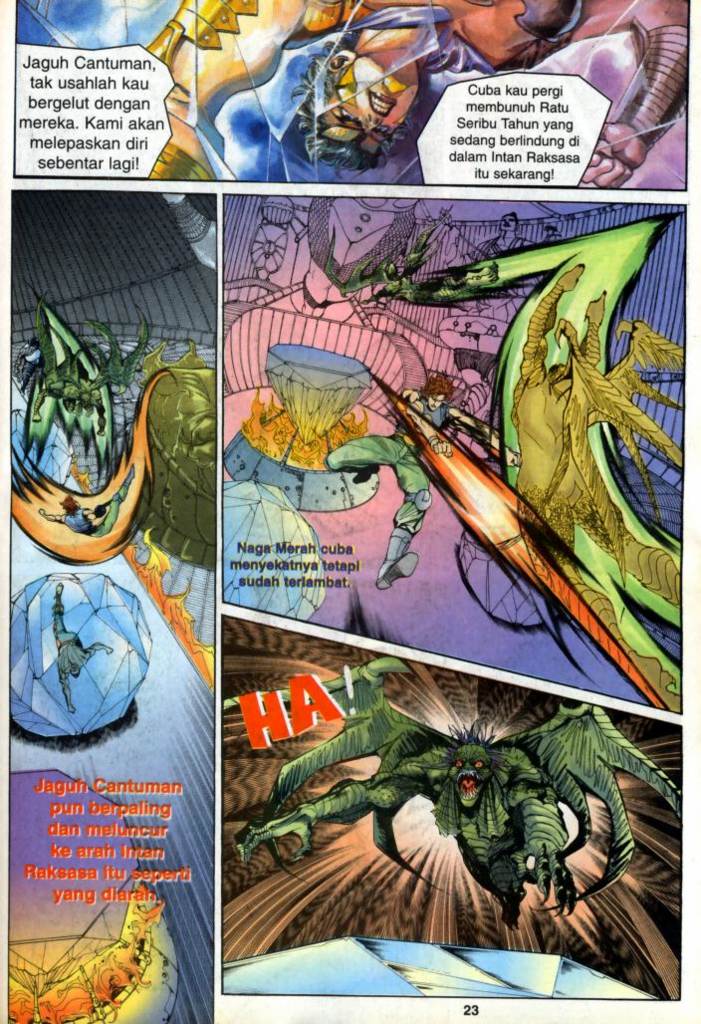 Jaguh Cantuman,
tak usahlah kau
bergelut dengan
mereka. Kami akan
melepaskan diri
sebentar lagi!
Cuba kau pergi
membunuh Ratu
Seribu Tahun yang
sedang berlindung di
dalam Intan Raksasa
itu sekarang!
Naga Merah cuba
menyekatnya tetapi
sudah terlambat.
Jaguh Cantuman
pun berpaling
dan meluncur
ke arah Intan
Raksasa itu seperti
yang diarah.
HA!
23